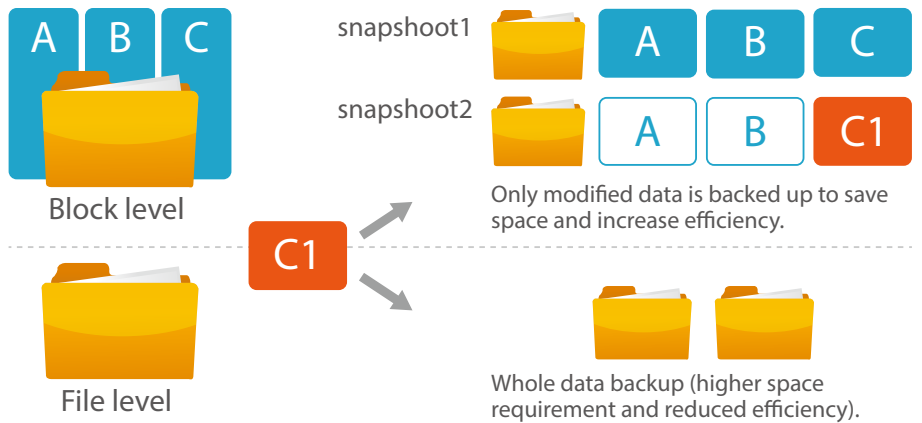 A B C
Block level
snapshoot1
A B C
snapshoot2
A B C1
Only modified data is backed up to save
space and increase efficiency.
C1
File level
Whole data backup (higher space
requirement and reduced efficiency).